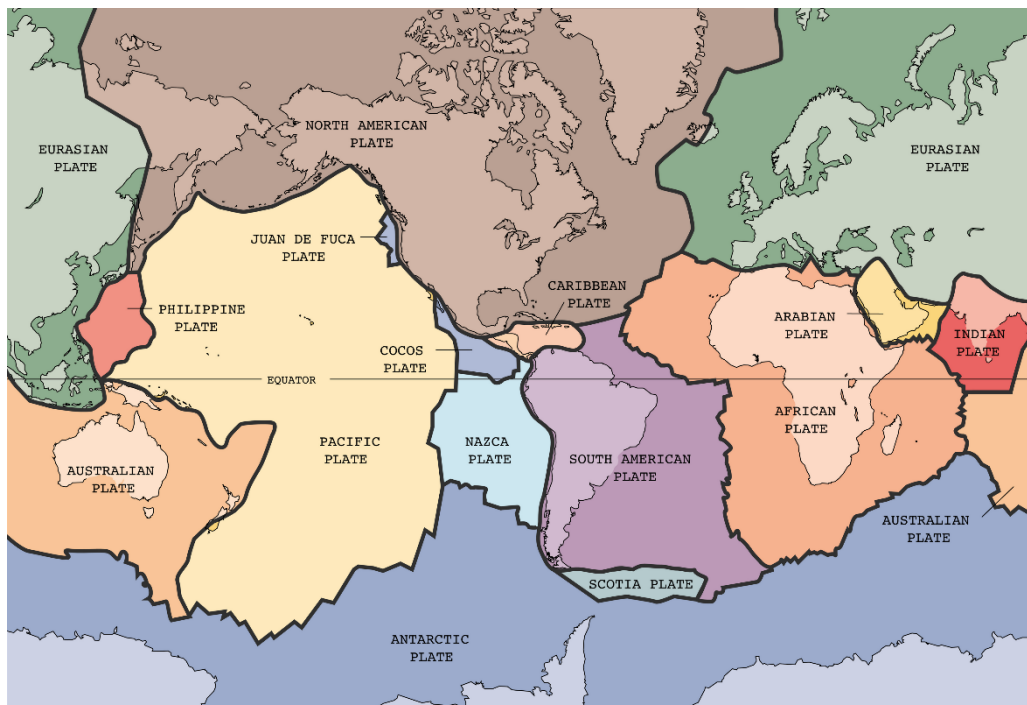 NORTH AMERICAN
PLATE
EURASIAN
PLATE
EURASIAN
PLATE
JUAN DE FUCA
PLATE
CARIBBEAN
PLATE
PHILIPPINE
PLATE
ARABIAN
PLATE
INDIAN
PLATE
COCOS
PLATE
EQUATOR
AFRICAN
PLATE
PACIFIC
PLATE
NAZCA
PLATE
SOUTH AMERICAN
PLATE
AUSTRALIAN
PLATE
AUSTRALIAN
PLATE
SCOTIA PLATE
ANTARCTIC
PLATE